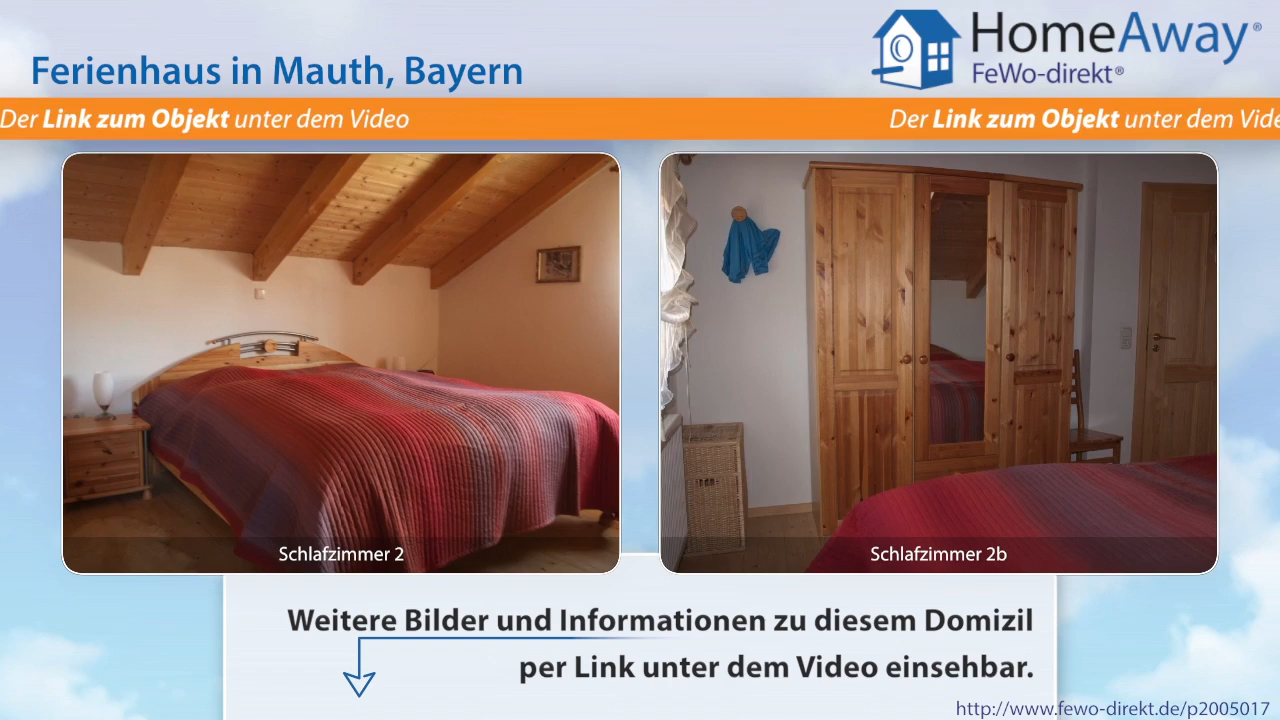 Ferienhaus in Mauth, Bayern
HomeAway®
FeWo-direkt®
Der Link zum Objekt unter dem Video
Der Link zum Objekt unter dem Vide
Schlafzimmer 2
Schlafzimmer 2b
Weitere Bilder und Informationen zu diesem Domizil
per Link unter dem Video einsehbar.
http://www.fewo-direkt.de/p2005017